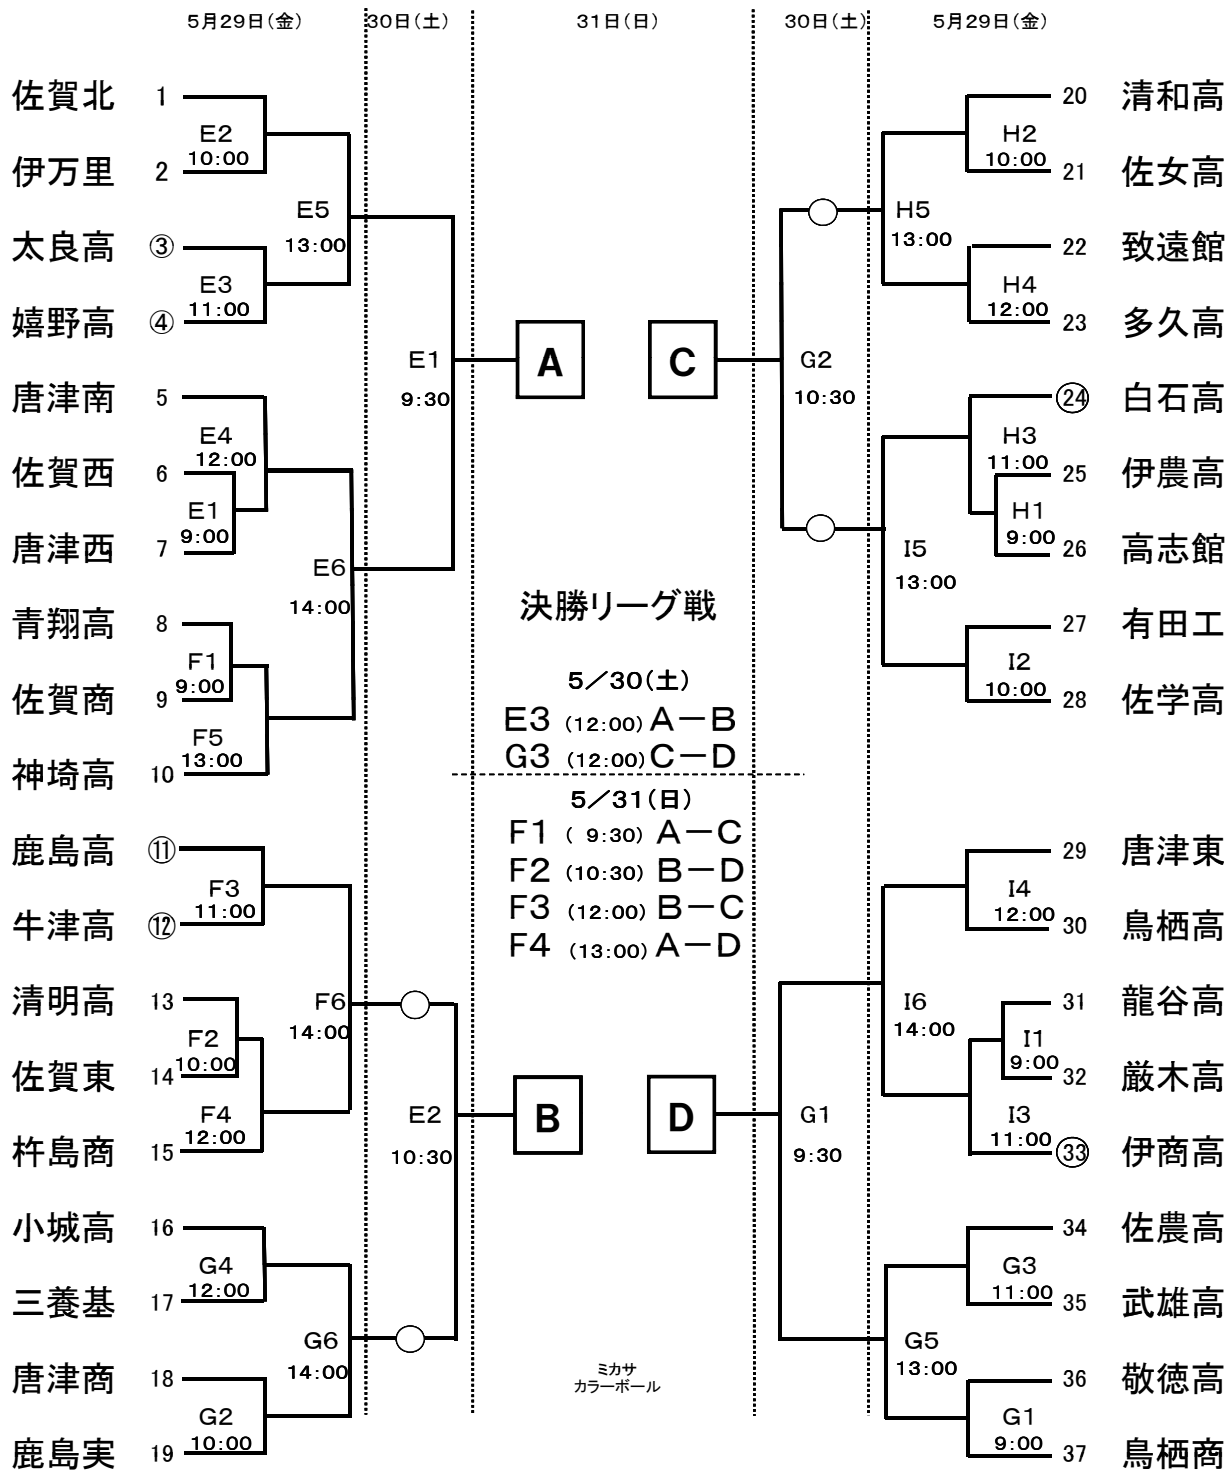 5月29日(金) 30日(土) 31日(日) 30日(土) 5月29日(金)
佐賀北 1
E2
10:00
伊万里 2
E5
13:00
太良高 ③
E3
11:00
嬉野高 ④
E1
9:30
A
唐津南 5
E4
12:00
佐賀西 6
E1
9:00
唐津西 7
E6
14:00
青翔高 8
F1
9:00
佐賀商 9
F5
13:00
神埼高 10
鹿島高 ⑪
F3
11:00
牛津高 ⑫
清明高 13
F6
14:00
F2
10:00
佐賀東 14
F4
12:00
杵島商 15
E2
10:30
B
小城高 16
G4
12:00
三養基 17
G6
14:00
唐津商 18
G2
10:00
鹿島実 19
決勝リーグ戦
5/30(土)
E3 (12:00) A-B
G3 (12:00) C-D
5/31(日)
F1 ( 9:30) A-C
F2 (10:30) B-D
F3 (12:00) B-C
F4 (13:00) A-D
ミカサ
カラーボール
20 清和高
H2
10:00
21 佐女高
H5
13:00
22 致遠館
H4
12:00
23 多久高
C
G2
10:30
24 白石高
H3
11:00
25 伊農高
H1
9:00
26 高志館
I5
13:00
27 有田工
I2
10:00
28 佐学高
29 唐津東
I4
12:00
30 鳥栖高
I6
14:00
31 龍谷高
I1
9:00
32 厳木高
I3
11:00
33 伊商高
D
G1
9:30
34 佐農高
G3
11:00
35 武雄高
G5
13:00
36 敬徳高
G1
9:00
37 鳥栖商